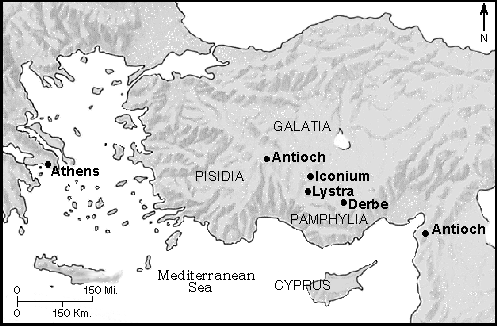 N
GALATIA
Antioch
PISIDIA
Iconium
Lystra
Derbe
PAMPHYLIA
Athens
Antioch
Mediterranean
Sea
CYPRUS
0 150 Mi.
0 150 Km.